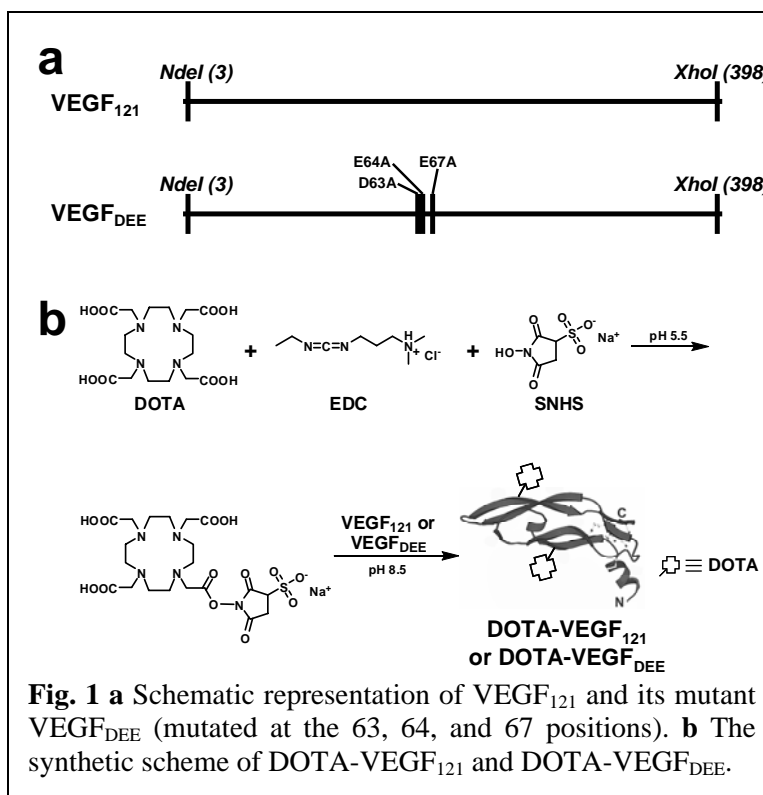 a
NdeI (3) XhoI (398)
VEGF121
E64A E67A
D63A
NdeI (3) XhoI (398)
VEGFDEE
b
HOOC COOH
N N
N N
HOOC COOH
DOTA
+
N=C=N
H
N
+
Cl-
EDC
+
O O
S O-
O
Na+
HO-N
O
SNHS
pH 5.5
HOOC COOH
N N
N N
HOOC O
O
O O
S O-
O
Na+
N
O
VEGF121 or
VEGFDEE
pH 8.5
C
N
≡ DOTA
DOTA-VEGF121
or DOTA-VEGFDEE
Fig. 1 a Schematic representation of VEGF121 and its mutant
VEGFDEE (mutated at the 63, 64, and 67 positions). b The
synthetic scheme of DOTA-VEGF121 and DOTA-VEGFDEE.